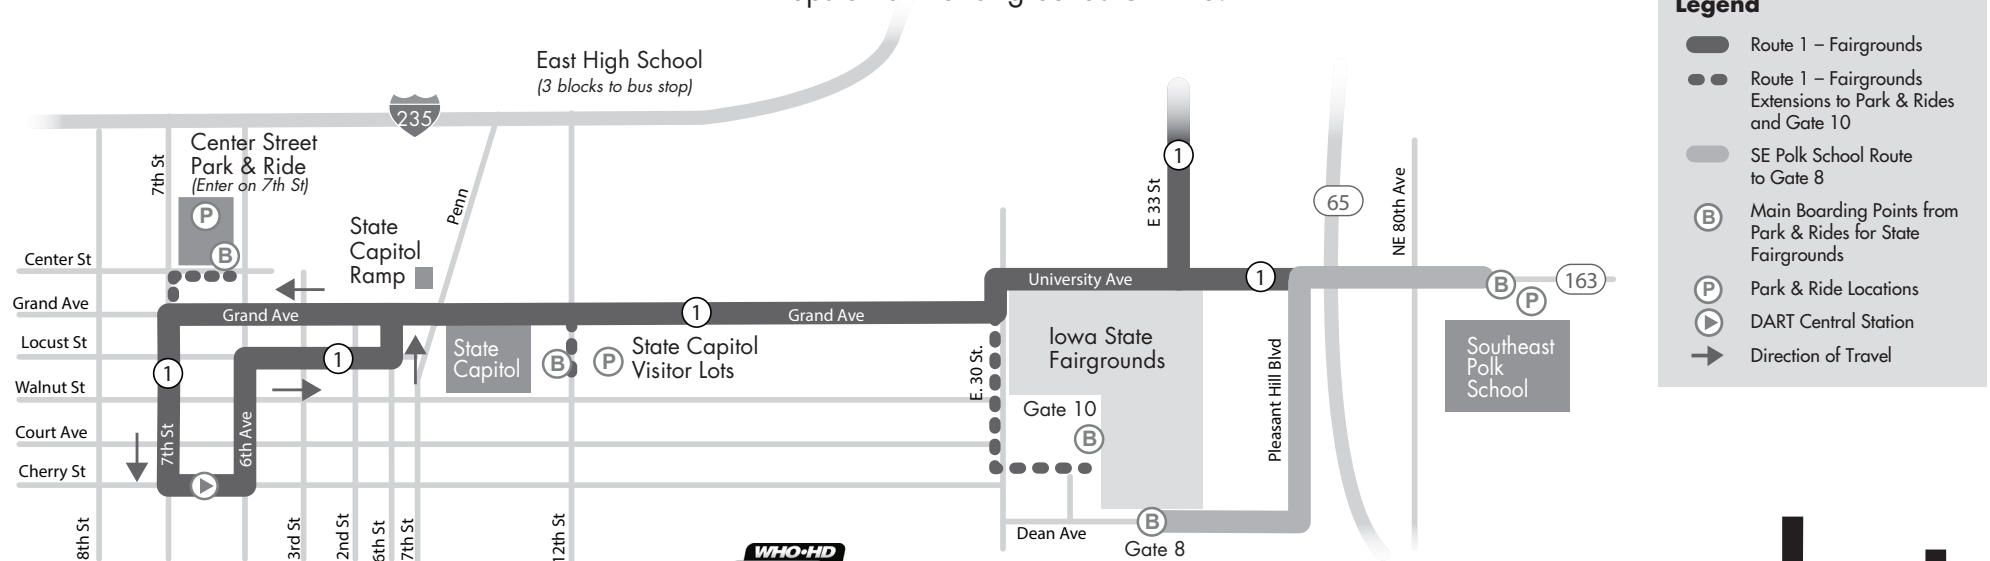 East High School
(3 blocks to bus stop)
235
Center Street
Park & Ride
(Enter on 7th St)
P
B
7th St
Penn
State
Capitol
Ramp
Center St
Grand Ave
Locust St
Walnut St
Court Ave
Cherry St
Grand Ave
1
Grand Ave
1
1
7th St
6th Ave
State
Capitol
B
P
State Capitol
Visitor Lots
8th St
3rd St
2nd St
6th St
7th St
12th St
E. 30 St.
University Ave
1
E 33 St
1
65
NE 80th Ave
163
B
P
Iowa State
Fairgrounds
Gate 10
B
Pleasant Hill Blvd
Southeast
Polk
School
Dean Ave
B
Gate 8
WHO•HD
Legend
Route 1 – Fairgrounds
Route 1 – Fairgrounds
Extensions to Park & Rides
and Gate 10
SE Polk School Route
to Gate 8
B
Main Boarding Points from
Park & Rides for State
Fairgrounds
P
Park & Ride Locations
DART Central Station
Direction of Travel